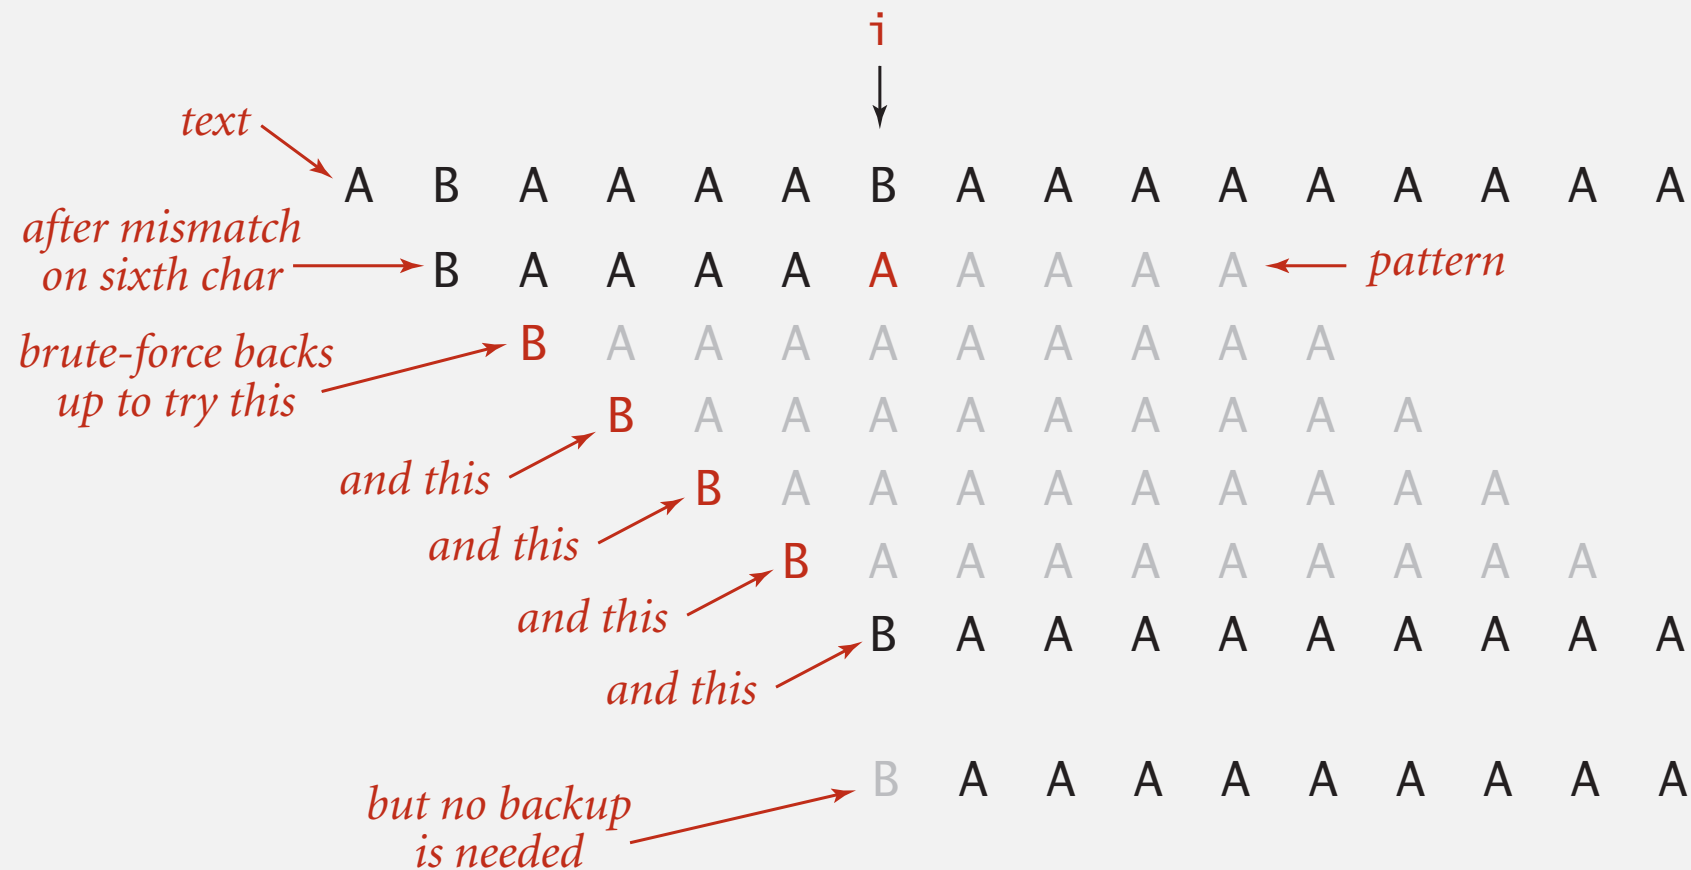 i
text
A B A A A A B A A A A A A A A A
after mismatch
on sixth char
B A A A A A A A A A
pattern
brute-force backs
up to try this
B A A A A A A A A A
and this
B A A A A A A A A A
and this
B A A A A A A A A A
and this
B A A A A A A A A A
and this
B A A A A A A A A A
but no backup
is needed
B A A A A A A A A A